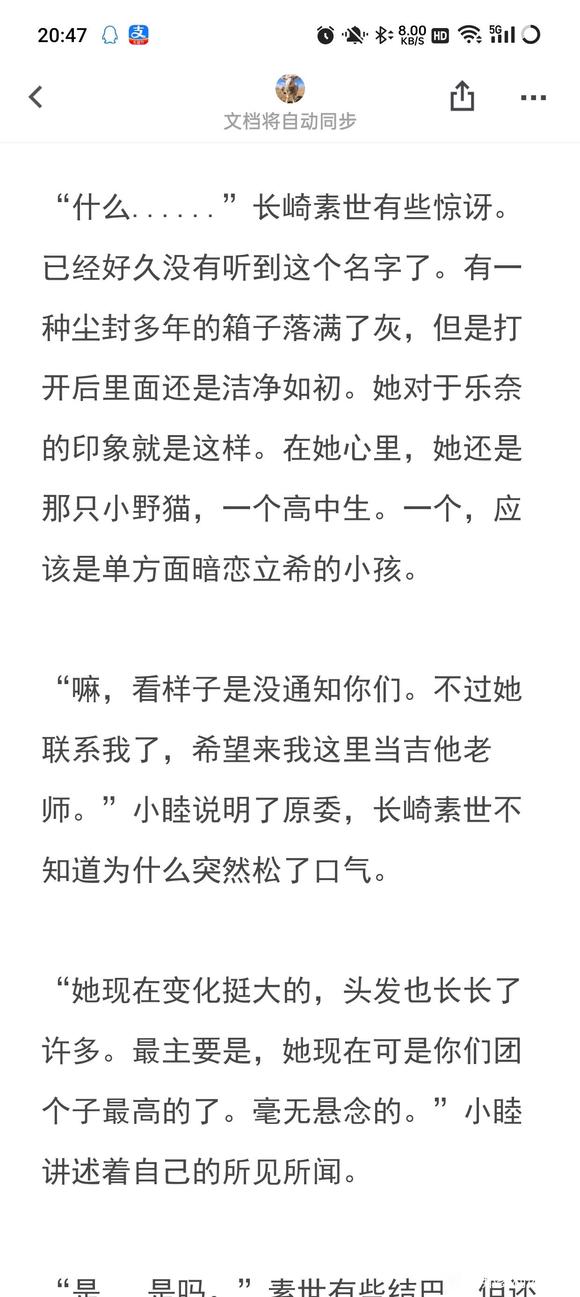 20:47
8.00
KB/S
HD
5G
文档将自动同步
“什么......”长崎素世有些惊讶。
已经好久没有听到这个名字了。有一
种尘封多年的箱子落满了灰，但是打
开后里面还是洁净如初。她对于乐奈
的印象就是这样。在她心里，她还是
那只小野猫，一个高中生。一个，应
该是单方面暗恋立希的小孩。
“嘛，看样子是没通知你们。不过她
联系我了，希望来我这里当吉他老
师。”小睦说明了原委，长崎素世不
知道为什么突然松了口气。
“她现在变化挺大的，头发也长长了
许多。最主要是，她现在可是你们团
个子最高的了。毫无悬念的。”小睦
讲述着自己的所见所闻。
“是 是吗。”素世有些结巴 但还